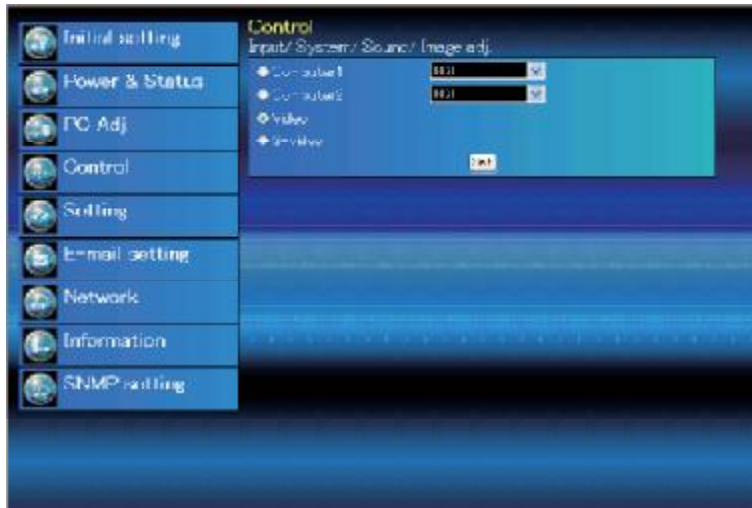 Initial setting
Power & Status
PC Adj.
Control
Setting
E-mail setting
Network
Information
SNMP setting
Control
Input/ System/ Sound/ Image adj.
Computer1
Computer2
Video
S-video